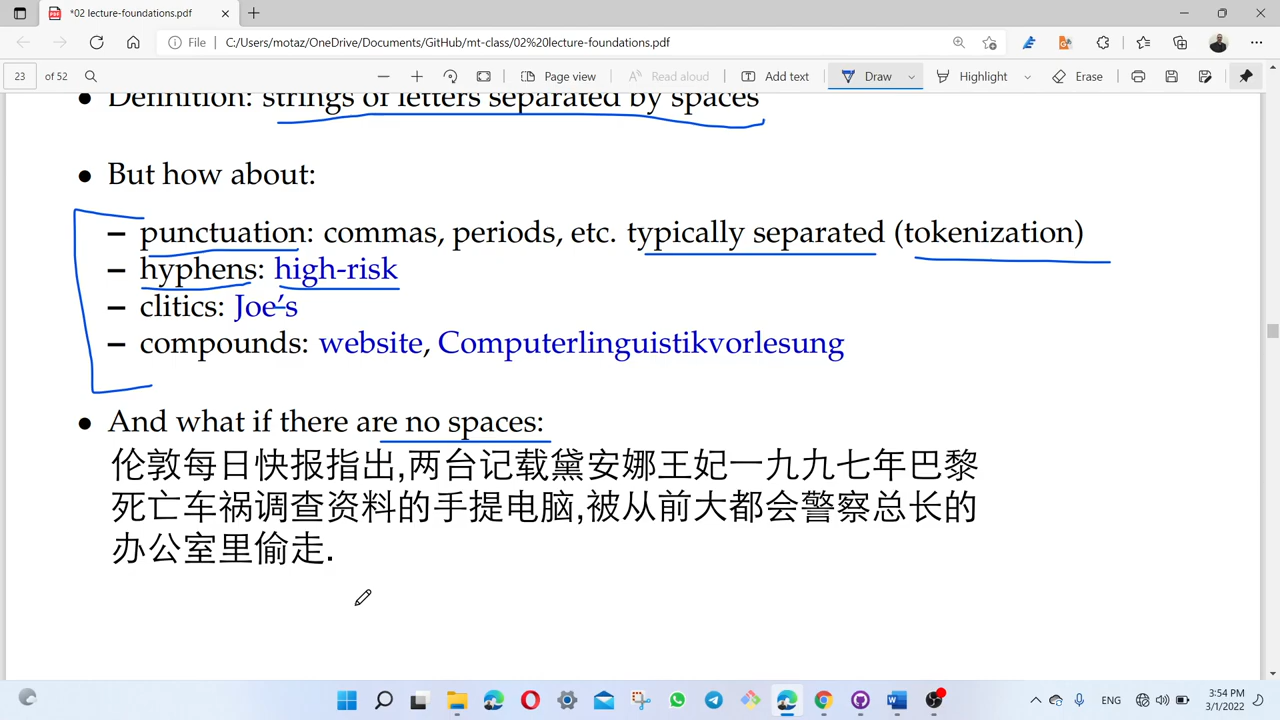 *02 lecture-foundations.pdf
File C:/Users/motaz/OneDrive/Documents/GitHub/mt-class/02%20lecture-foundations.pdf
23 of 52 Page view Read aloud Add text Draw Highlight Erase
Definition: strings of letters separated by spaces
• But how about:
– punctuation: commas, periods, etc. typically separated (tokenization)
– hyphens: high-risk
– clitics: Joe's
– compounds: website, Computerlinguistikvorlesung
• And what if there are no spaces:
伦敦每日快报指出,两台记载黛安娜王妃一九九七年巴黎
死亡车祸调查资料的手提电脑,被从前大都会警察总长的
办公室里偷走.
ENG 3:54 PM
3/1/2022